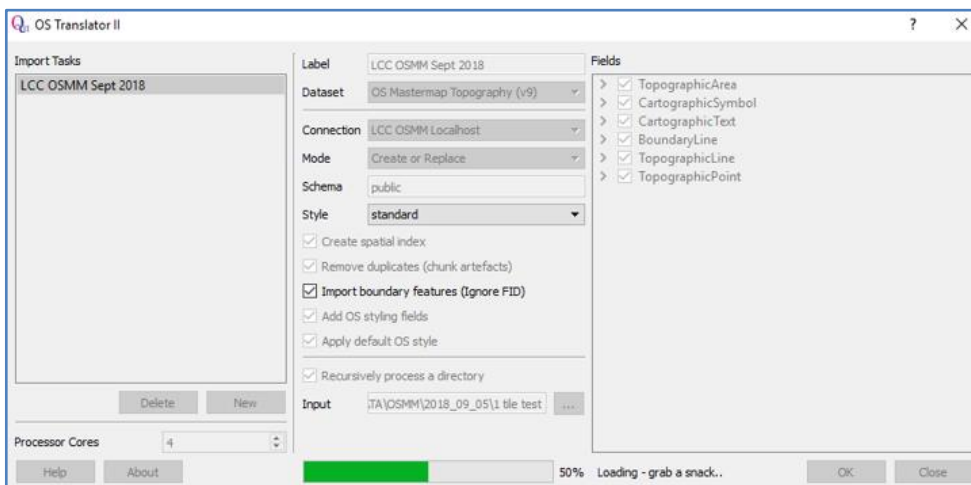 OS Translator II
? X
Import Tasks
LCC OSMM Sept 2018
Delete New
Processor Cores 4
Help About
Label LCC OSMM Sept 2018
Dataset OS Mastermap Topography (v9)
Connection LCC OSMM Localhost
Mode Create or Replace
Schema public
Style standard
Create spatial index
Remove duplicates (chunk artefacts)
Import boundary features (Ignore FID)
Add OS styling fields
Apply default OS style
Recursively process a directory
Input .TA\OSMM\2018_09_05\1 tile test ...
50% Loading - grab a snack..
Fields
TopographicArea
CartographicSymbol
CartographicText
BoundaryLine
TopographicLine
TopographicPoint
OK Close